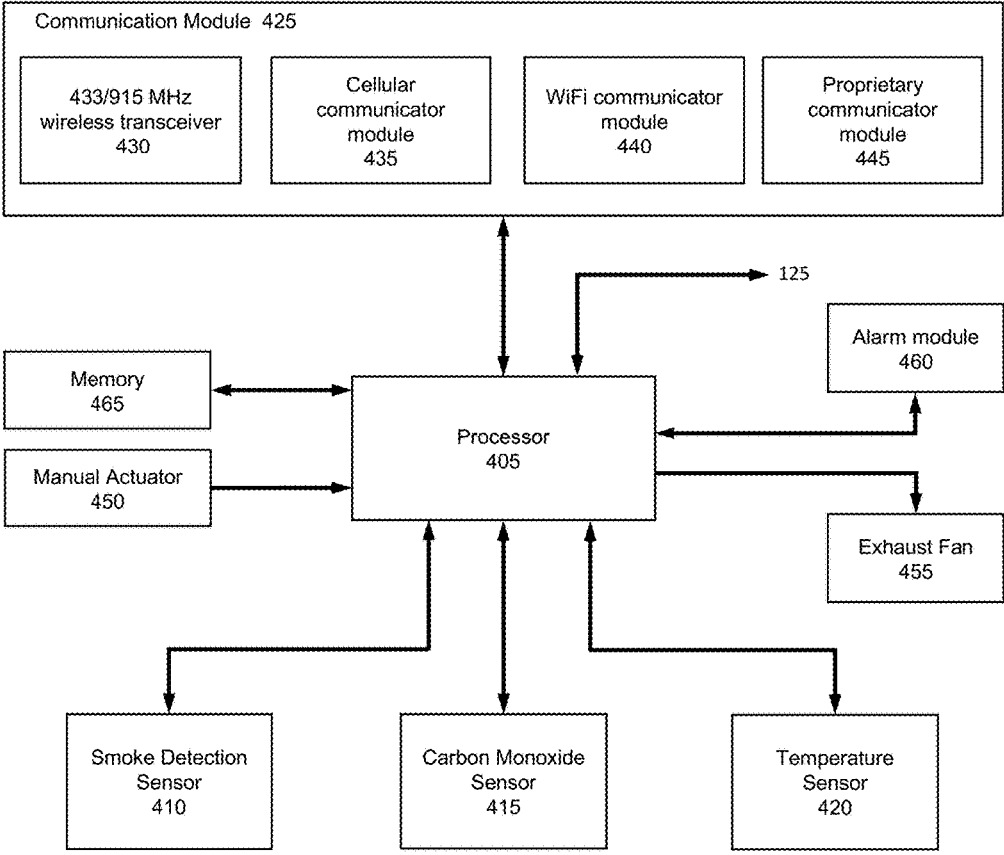 Communication Module 425
433/915 MHz
wireless transceiver
430
Cellular
communicator
module
435
WiFi communicator
module
440
Proprietary
communicator
module
445
125
Alarm module
460
Memory
465
Processor
405
Manual Actuator
450
Exhaust Fan
455
Smoke Detection
Sensor
410
Carbon Monoxide
Sensor
415
Temperature
Sensor
420